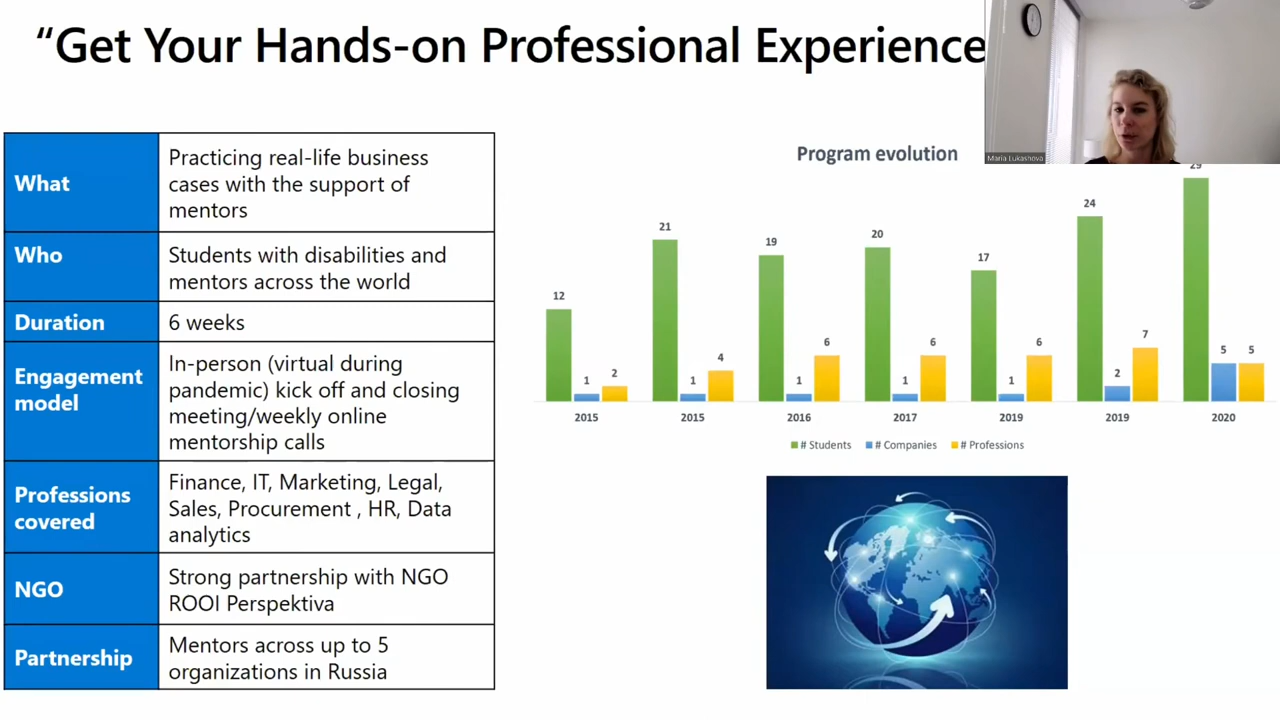 “Get Your Hands-on Professional Experience
What
Practicing real-life business
cases with the support of
mentors
Who
Students with disabilities and
mentors across the world
Duration
6 weeks
Engagement
model
In-person (virtual during
pandemic) kick off and closing
meeting/weekly online
mentorship calls
Professions
covered
Finance, IT, Marketing, Legal,
Sales, Procurement , HR, Data
analytics
NGO
Strong partnership with NGO
ROOI Perspektiva
Partnership
Mentors across up to 5
organizations in Russia
Maria Lukashova
Program evolution
12 1 2
21 1 4
19 1 6
20 1 6
17 1 6
24 2 7
29 5 5
2015 2015 2016 2017 2019 2019 2020
# Students # Companies # Professions